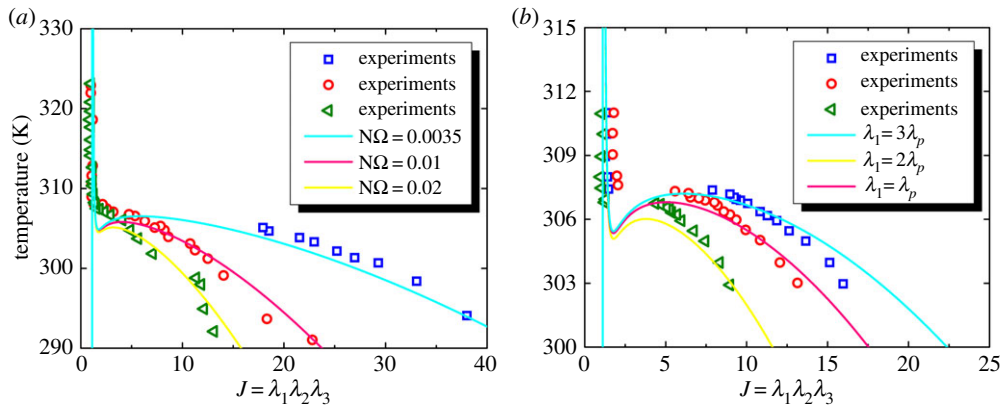 (a)
330
320
310
300
290
temperature (K)
0
10
20
30
40
J = λ1λ2λ3
experiments
experiments
experiments
NΩ = 0.0035
NΩ = 0.01
NΩ = 0.02
(b)
315
312
309
306
303
300
0
5
10
15
20
25
J = λ1λ2λ3
experiments
experiments
experiments
λ1 = 3λp
λ1 = 2λp
λ1 = λp